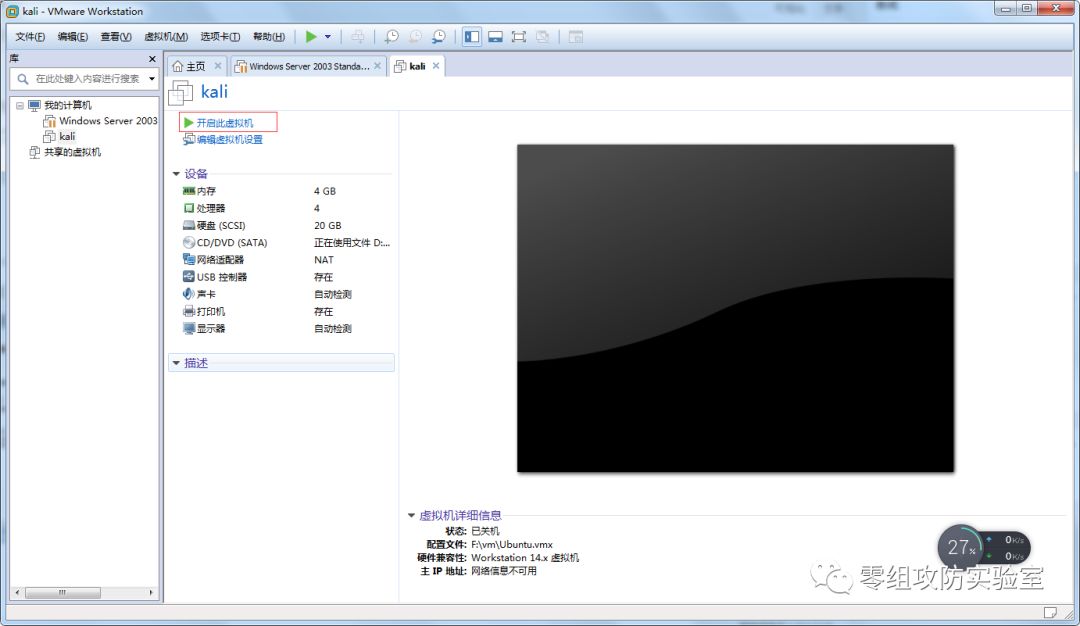 kali - VMware Workstation
文件(F) 编辑(E) 查看(V) 虚拟机(M) 选项卡(T) 帮助(H)
库
在此处键入内容进行搜索
我的计算机
Windows Server 2003
kali
共享的虚拟机
主页 Windows Server 2003 Standa... kali
kali
开启此虚拟机
编辑虚拟机设置
设备
内存 4 GB
处理器 4
硬盘 (SCSI) 20 GB
CD/DVD (SATA) 正在使用文件 D:...
网络适配器 NAT
USB 控制器 存在
声卡 自动检测
打印机 存在
显示器 自动检测
描述
虚拟机详细信息
状态: 已关机
配置文件: F:\vm\Ubuntu.vmx
硬件兼容性: Workstation 14.x 虚拟机
主 IP 地址: 网络信息不可用
27%
0K/s
0K/s
零组攻防实验室